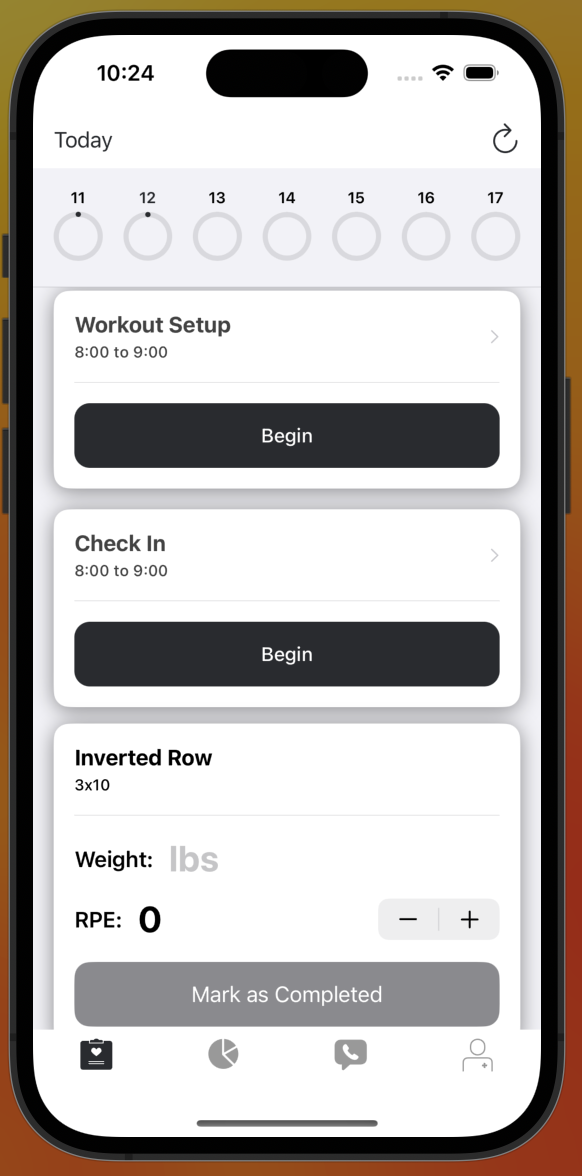 10:24
Today
11 12 13 14 15 16 17
Workout Setup
8:00 to 9:00
Begin
Check In
8:00 to 9:00
Begin
Inverted Row
3x10
Weight: lbs
RPE: 0
Mark as Completed